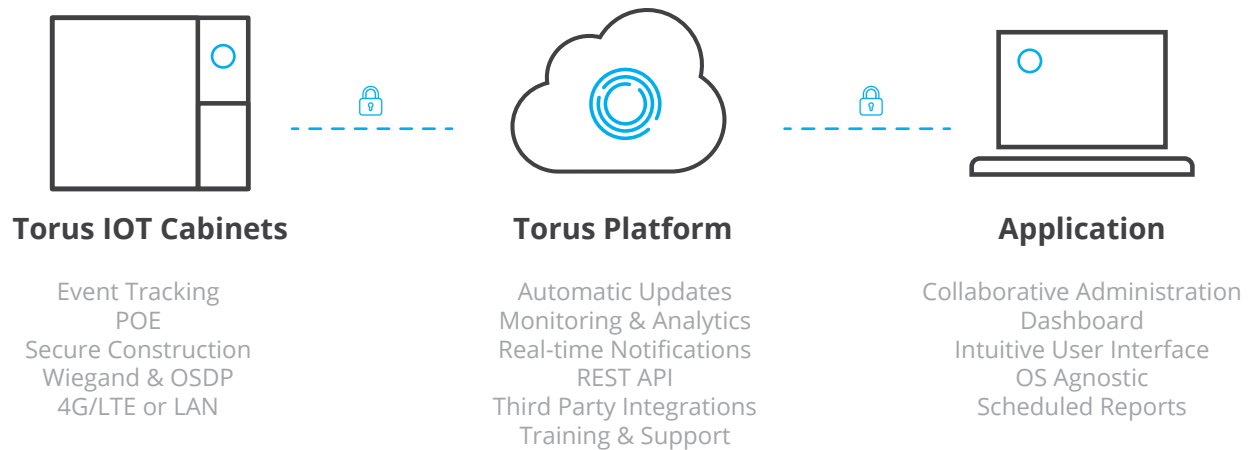 Torus IOT Cabinets
Event Tracking
POE
Secure Construction
Wiegand & OSDP
4G/LTE or LAN
Torus Platform
Automatic Updates
Monitoring & Analytics
Real-time Notifications
REST API
Third Party Integrations
Training & Support
Application
Collaborative Administration
Dashboard
Intuitive User Interface
OS Agnostic
Scheduled Reports